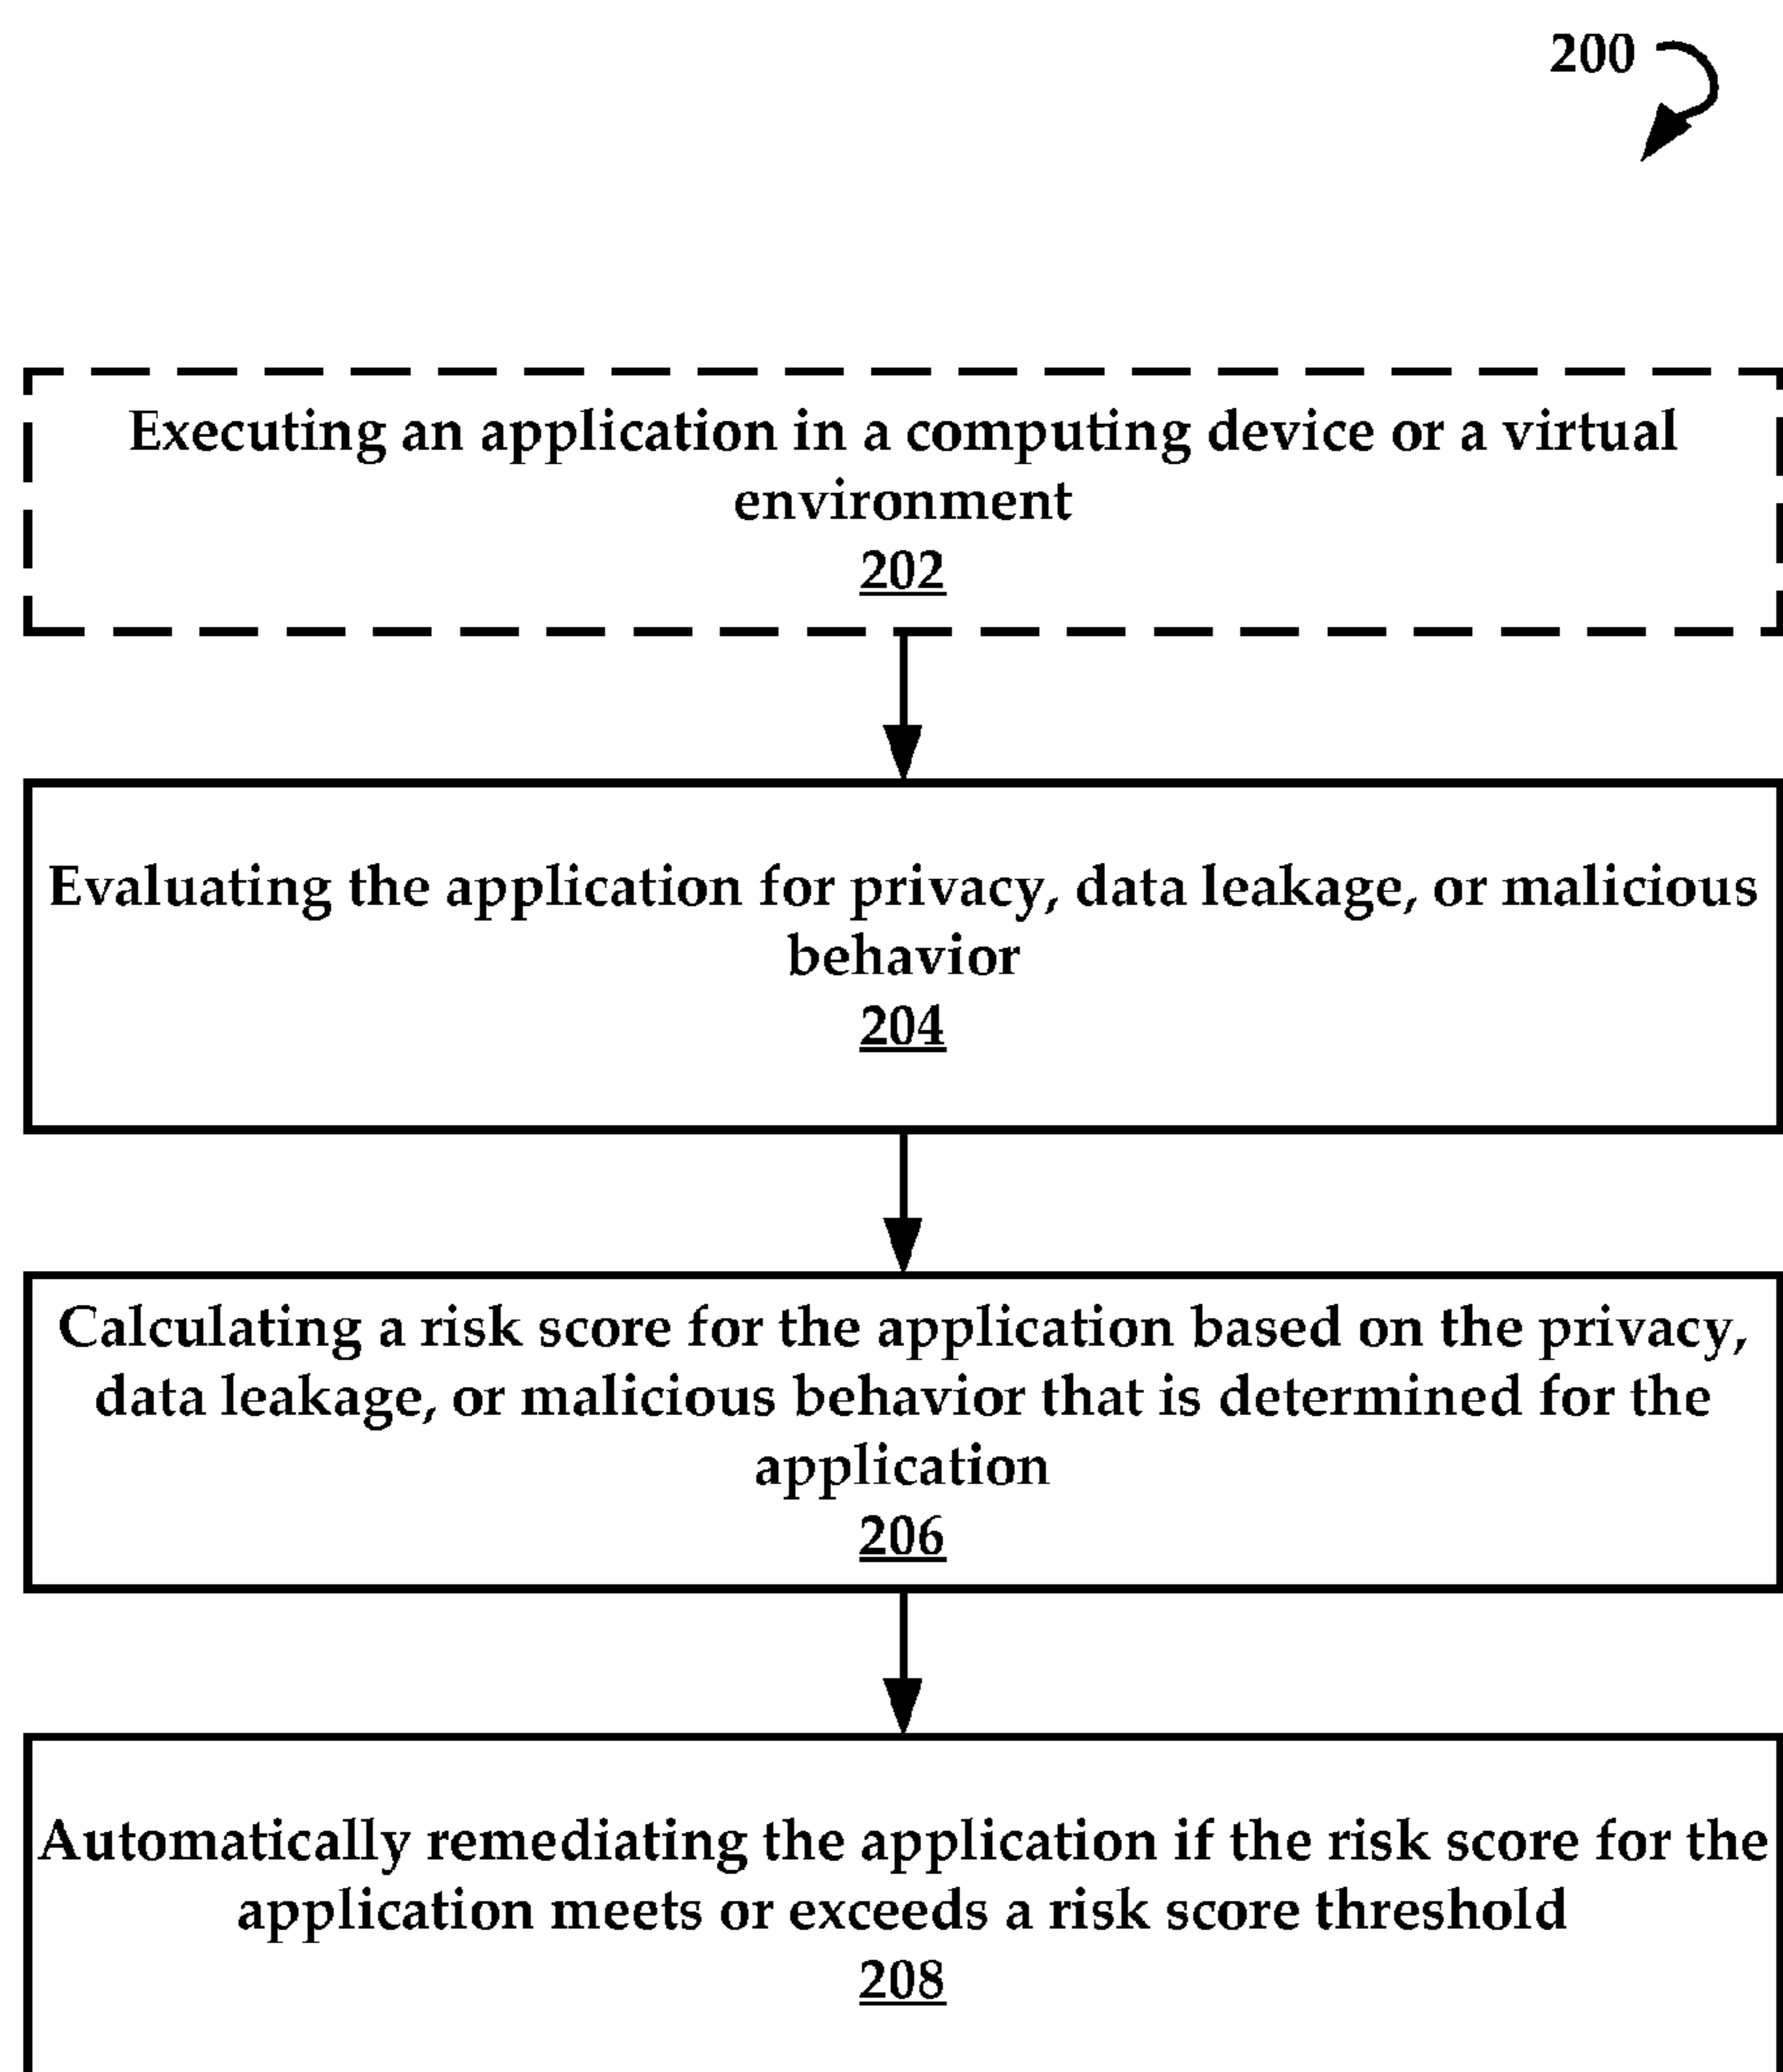 200
Executing an application in a computing device or a virtual
environment
202
Evaluating the application for privacy, data leakage, or malicious
behavior
204
Calculating a risk score for the application based on the privacy,
data leakage, or malicious behavior that is determined for the
application
206
Automatically remediating the application if the risk score for the
application meets or exceeds a risk score threshold
208